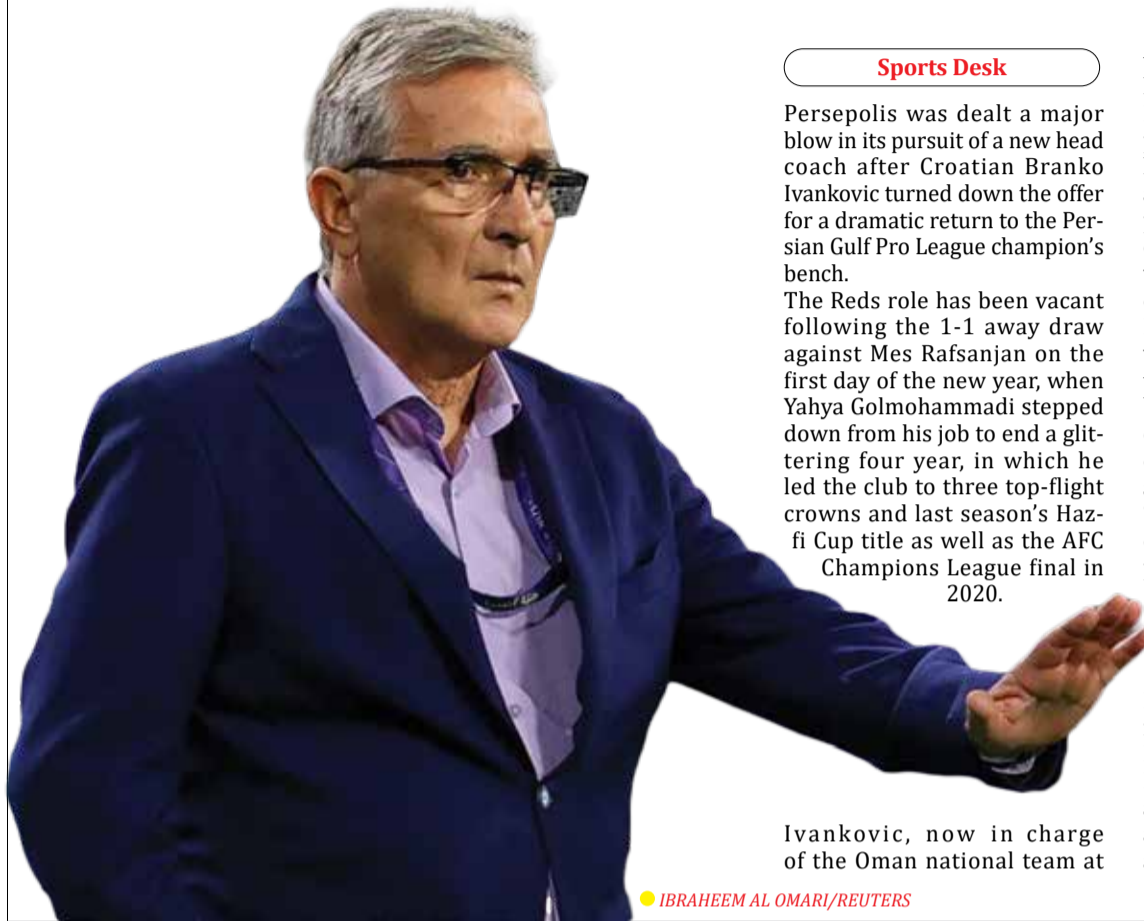 Sports Desk
Persepolis was dealt a major
blow in its pursuit of a new head
coach after Croatian Branko
Ivankovic turned down the offer
for a dramatic return to the Per-
sian Gulf Pro League champion’s
bench.
The Reds role has been vacant
following the 1-1 away draw
against Mes Rafsanjan on the
first day of the new year, when
Yahya Golmohammadi stepped
down from his job to end a glit-
tering four year, in which he
led the club to three top-flight
crowns and last season’s Haz-
fi Cup title as well as the AFC
Champions League final in
2020.
Ivankovic, now in charge
of the Oman national team at
IBRAHEEM AL OMARI/REUTERS